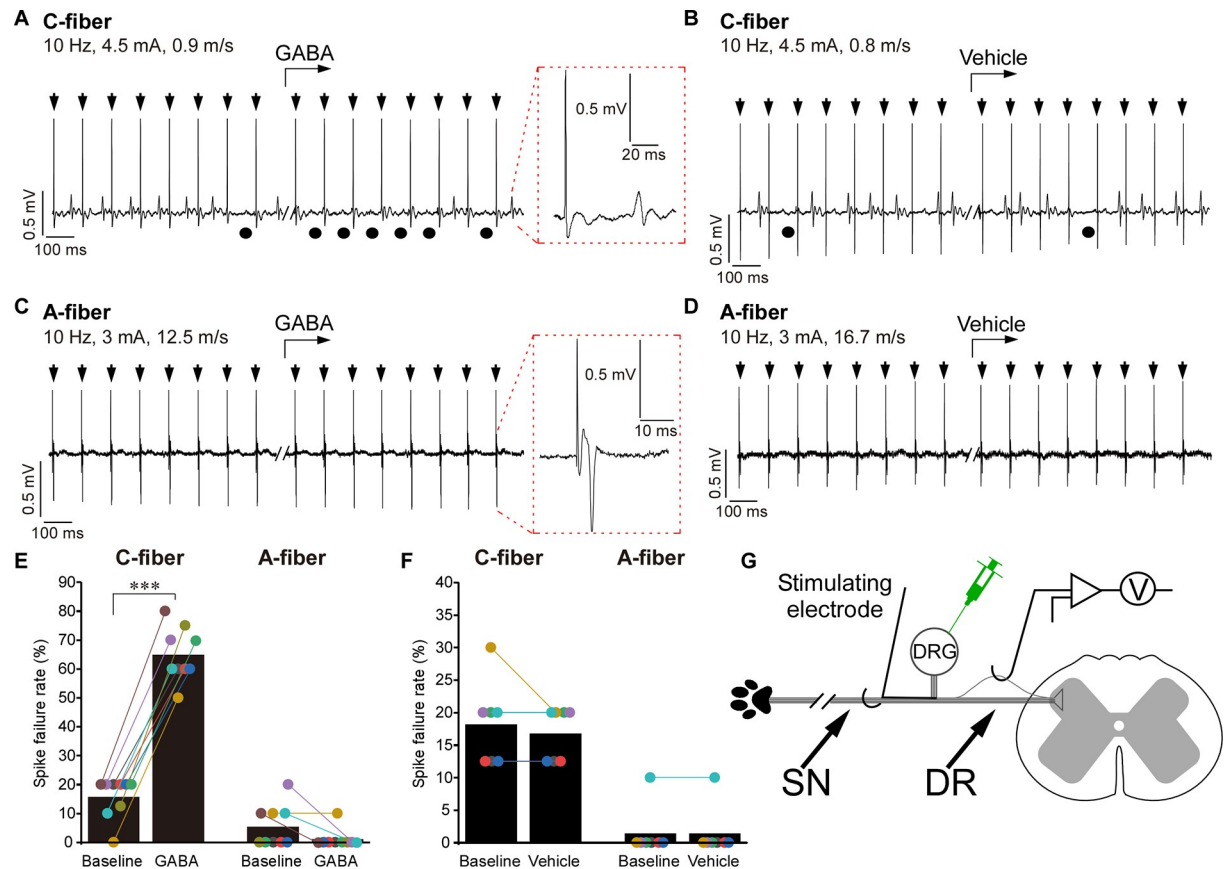 A
C-fiber
10 Hz, 4.5 mA, 0.9 m/s
GABA
0.5 mV
100 ms
0.5 mV
20 ms
B
C-fiber
10 Hz, 4.5 mA, 0.8 m/s
Vehicle
0.5 mV
100 ms
C
A-fiber
10 Hz, 3 mA, 12.5 m/s
GABA
0.5 mV
100 ms
0.5 mV
10 ms
D
A-fiber
10 Hz, 3 mA, 16.7 m/s
Vehicle
0.5 mV
100 ms
E
C-fiber
A-fiber
***
Spike failure rate (%)
90
80
70
60
50
40
30
20
10
0
Baseline
GABA
Baseline
GABA
F
C-fiber
A-fiber
Spike failure rate (%)
40
35
30
25
20
15
10
5
0
Baseline
Vehicle
Baseline
Vehicle
G
Stimulating
electrode
DRG
V
SN
DR